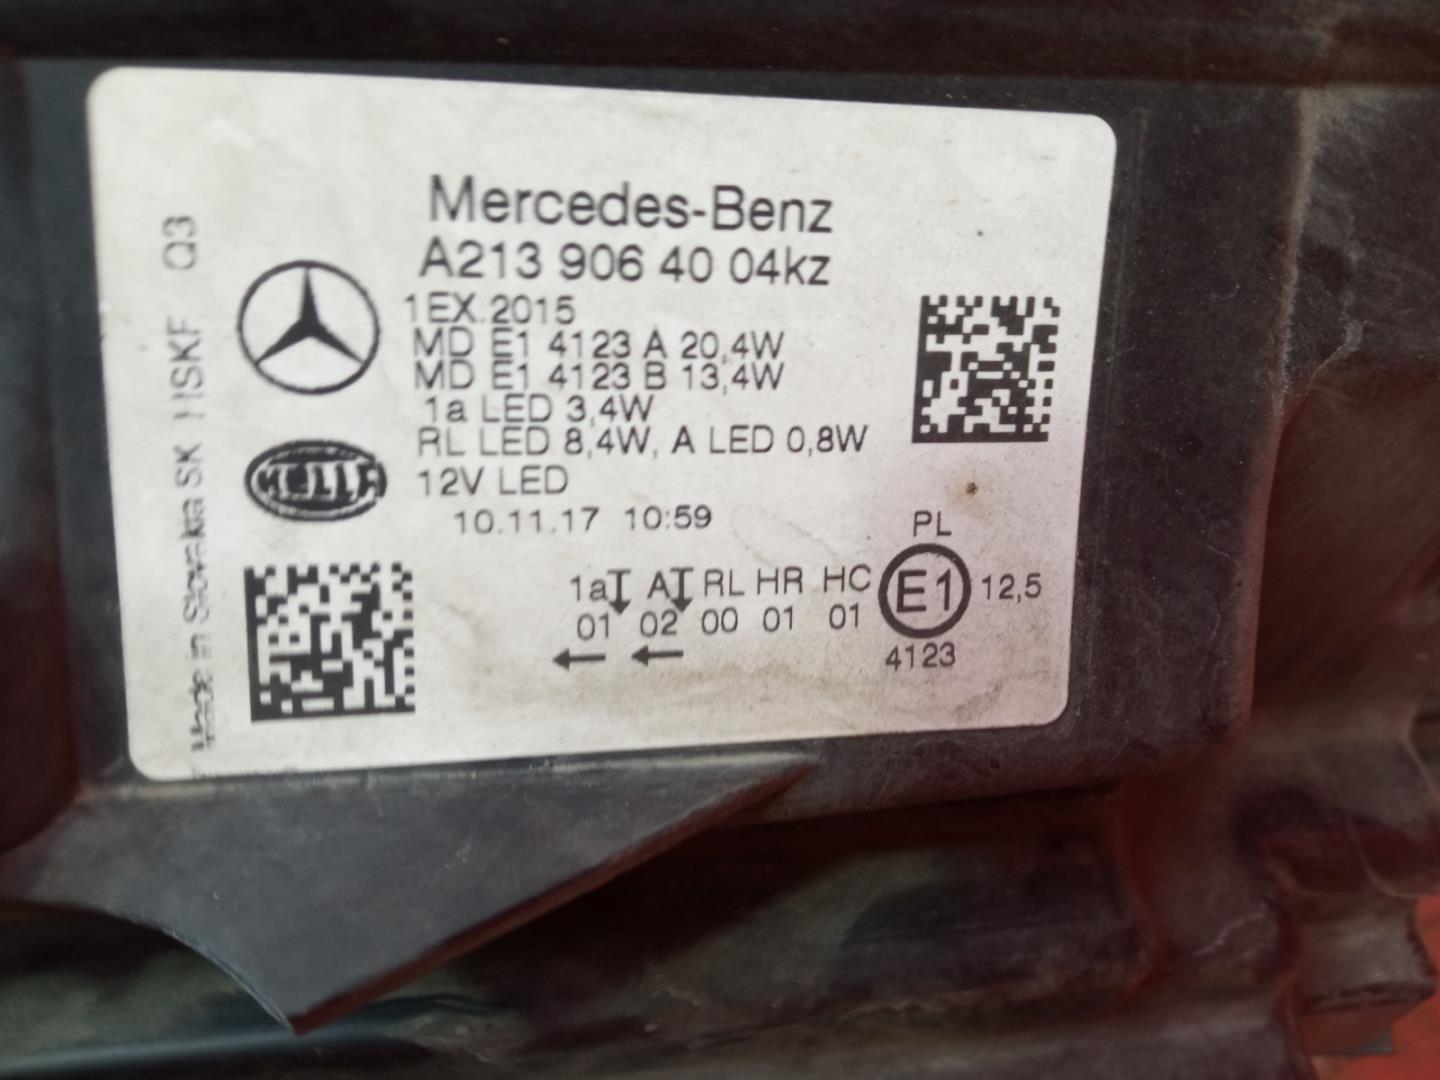 Mercedes-Benz
A213 906 40 04kz
1EX.2015
MD E1 4123 A 20,4W
MD E1 4123 B 13,4W
1a LED 3,4W
RL LED 8,4W, A LED 0,8W
12V LED
10.11.17 10:59
HELLA
Made in Slovakia SK HSKF Q3
PL
1a A RL HR HC E1 12,5
01 02 00 01 01
4123